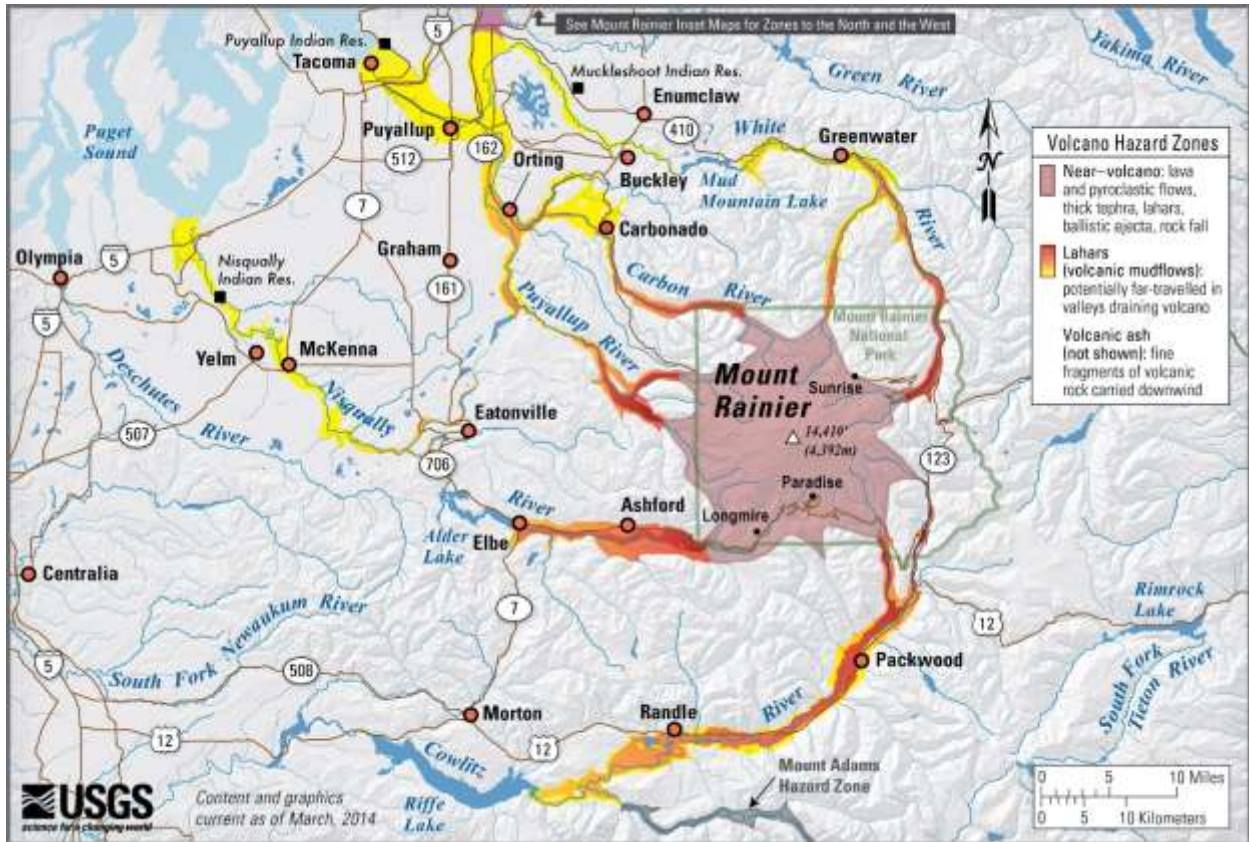 See Mount Rainier Inset Maps for Zones to the North and the West
5
Puyallup Indian Res.
Tacoma
Muckleshoot Indian Res.
Green River
Yakima River
Enumclaw
410
White
Greenwater
Puget
Sound
Puyallup
512
162
Orting
Buckley
Mud
Mountain Lake
River
7
Carbonado
Graham
161
Olympia
5
Nisqually
Indian Res.
Carbon River
Puyallup
River
Mount Rainier
National
Park
5
Yelm
McKenna
Deschutes
River
Nisqually
Mount
Rainier
Sunrise
14,410'
(4,392m)
Eatonville
507
706
123
Paradise
Longmire
River
Ashford
Alder
Lake
Elbe
Centralia
7
Rimrock
Lake
12
South Fork Newaukum River
508
5
Packwood
South Fork
Tieton River
Morton
Randle
River
12
12
Cowlitz
Riffe
Lake
Mount Adams
Hazard Zone
N
Volcano Hazard Zones
Near–volcano: lava
and pyroclastic flows,
thick tephra, lahars,
ballistic ejecta, rock fall
Lahars
(volcanic mudflows):
potentially far-travelled in
valleys draining volcano
Volcanic ash
(not shown): fine
fragments of volcanic
rock carried downwind
0 5 10 Miles
0 5 10 Kilometers
USGS
science for a changing world
Content and graphics
current as of March, 2014